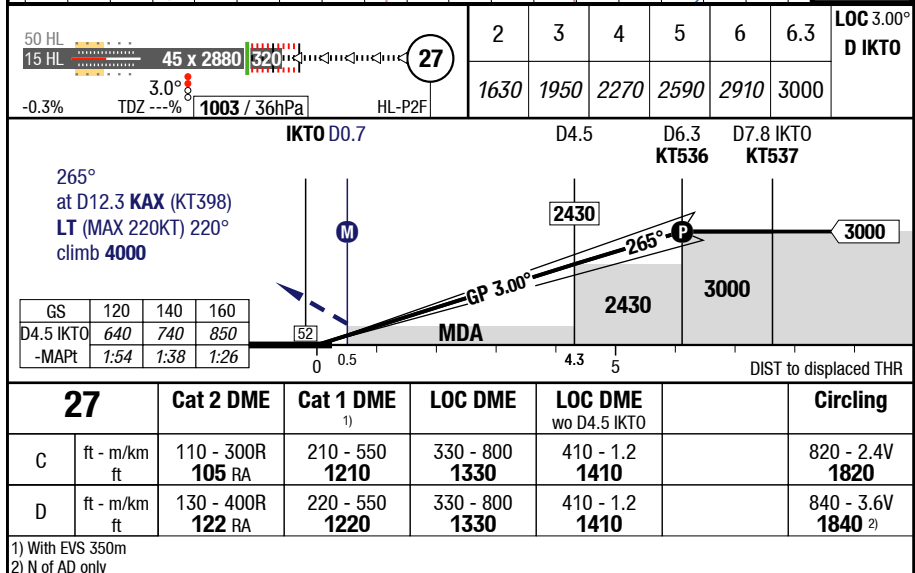 50 HL
15 HL
45 x 2880 320
27
3.0°
-0.3% TDZ ---% 1003 / 36hPa HL-P2F
2 3 4 5 6 6.3 LOC 3.00°
D IKTO
1630 1950 2270 2590 2910 3000
IKTO D0.7 D4.5 D6.3 D7.8 IKTO
KT536 KT537
265°
at D12.3 KAX (KT398)
LT (MAX 220KT) 220°
climb 4000
M
2430
265°
P
3000
GP 3.00°
2430
3000
MDA
52
GS 120 140 160
D4.5 IKTO 640 740 850
-MAPt 1:54 1:38 1:26
0 0.5 4.3 5 DIST to displaced THR
27 Cat 2 DME Cat 1 DME LOC DME LOC DME Circling
1) wo D4.5 IKTO
C ft - m/km 110 - 300R 210 - 550 330 - 800 410 - 1.2 820 - 2.4V
ft 105 RA 1210 1330 1410 1820
D ft - m/km 130 - 400R 220 - 550 330 - 800 410 - 1.2 840 - 3.6V
ft 122 RA 1220 1330 1410 1840 2)
1) With EVS 350m
2) N of AD only